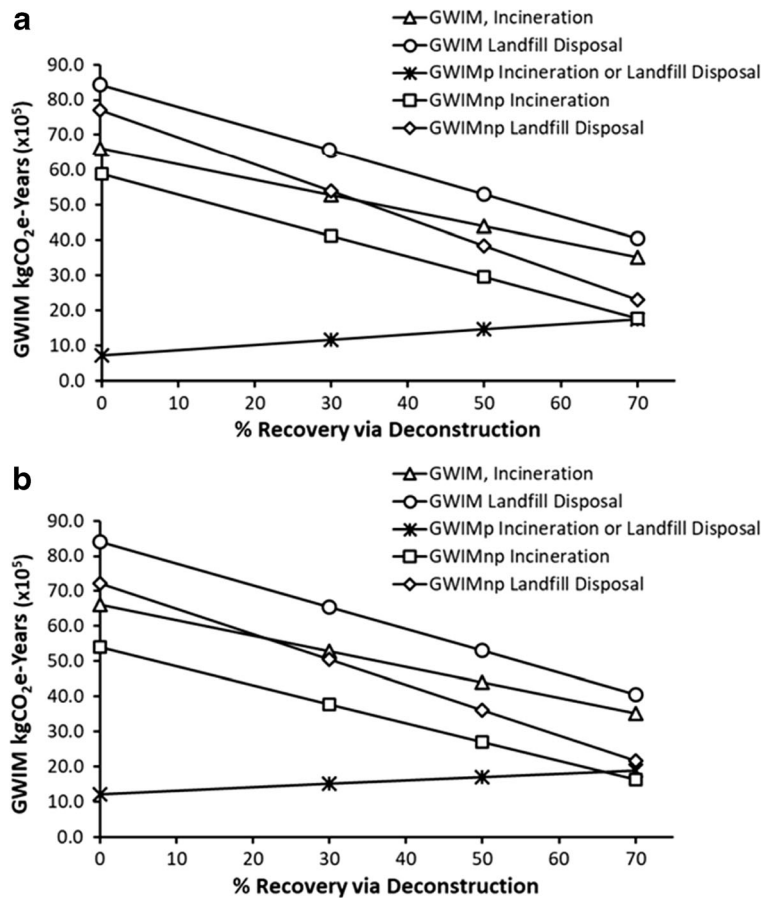 a
GWIM, Incineration
GWIM Landfill Disposal
GWIMp Incineration or Landfill Disposal
GWIMnp Incineration
GWIMnp Landfill Disposal
GWIM kgCO₂e-Years (x10⁵)
90.0
80.0
70.0
60.0
50.0
40.0
30.0
20.0
10.0
0.0
0 10 20 30 40 50 60 70
% Recovery via Deconstruction
b
GWIM, Incineration
GWIM Landfill Disposal
GWIMp Incineration or Landfill Disposal
GWIMnp Incineration
GWIMnp Landfill Disposal
GWIM kgCO₂e-Years (x10⁵)
90.0
80.0
70.0
60.0
50.0
40.0
30.0
20.0
10.0
0.0
0 10 20 30 40 50 60 70
% Recovery via Deconstruction